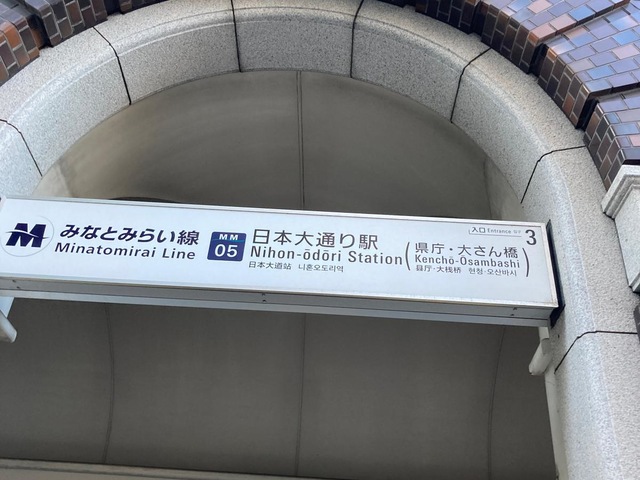 M みなとみらい線
Minatomirai Line
MM
05
日本大通り駅
Nihon-ōdōri Station
日本大道站 니혼오도리역
(県庁・大さん橋)
Kenchō-Osambashi
县厅·大栈桥 현청·오산바시
入口 Entrance
3